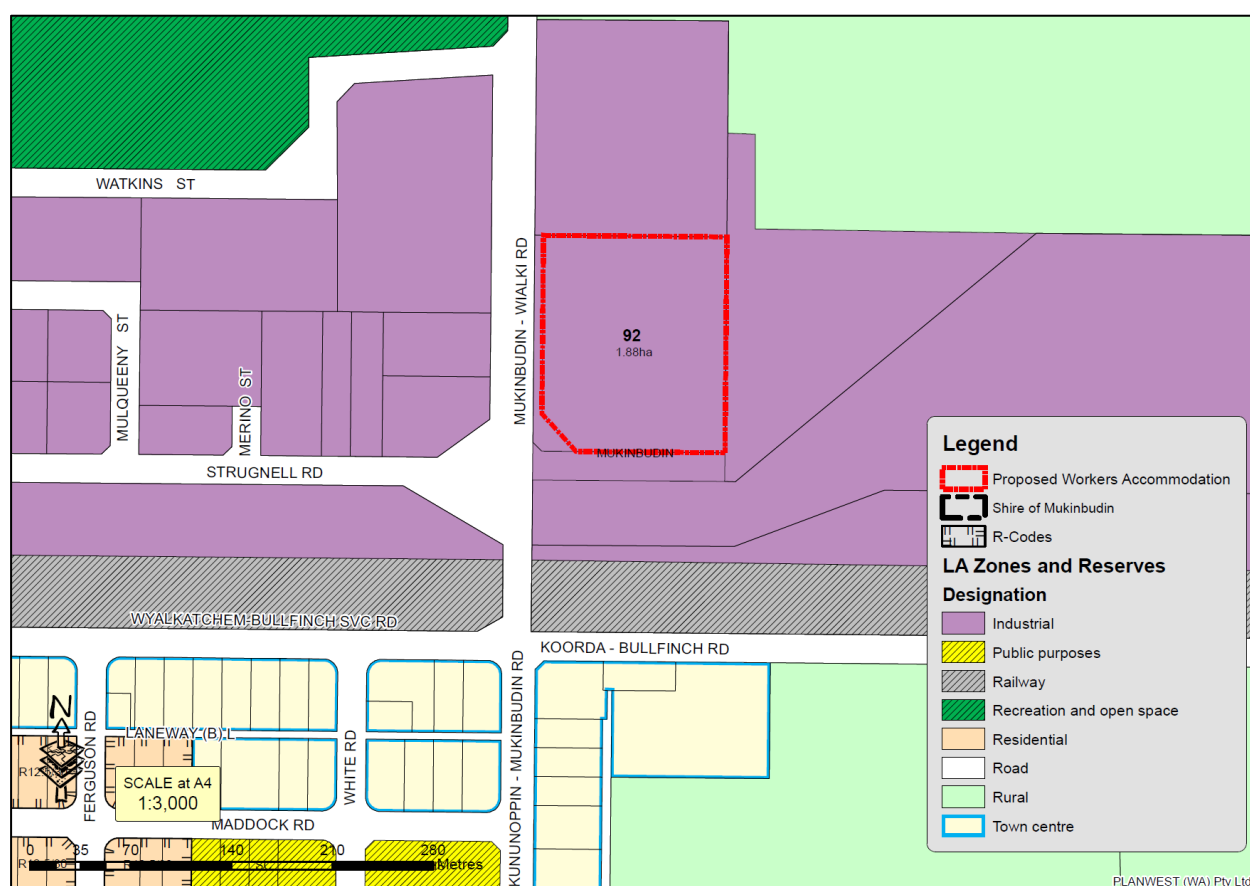 WATKINS ST
MUKINBUDIN - WIALKI RD
92
1.88ha
MULQUEENY ST
MERINO ST
MUKINBUDIN
STRUGNELL RD
WYALKATCHEM-BULLFINCH SVC RD
KOORDA - BULLFINCH RD
Legend
Proposed Workers Accommodation
Shire of Mukinbudin
R-Codes
LA Zones and Reserves
Designation
Industrial
Public purposes
Railway
Recreation and open space
Residential
Road
Rural
Town centre
N
FERGUSON RD
LANEWAY (B) L
WHITE RD
KUNUNOPPIN - MUKINBUDIN RD
SCALE at A4
1:3,000
MADDOCK RD
0 35 70 140 210 280
Metres
PLANWEST (WA) Pty Ltd